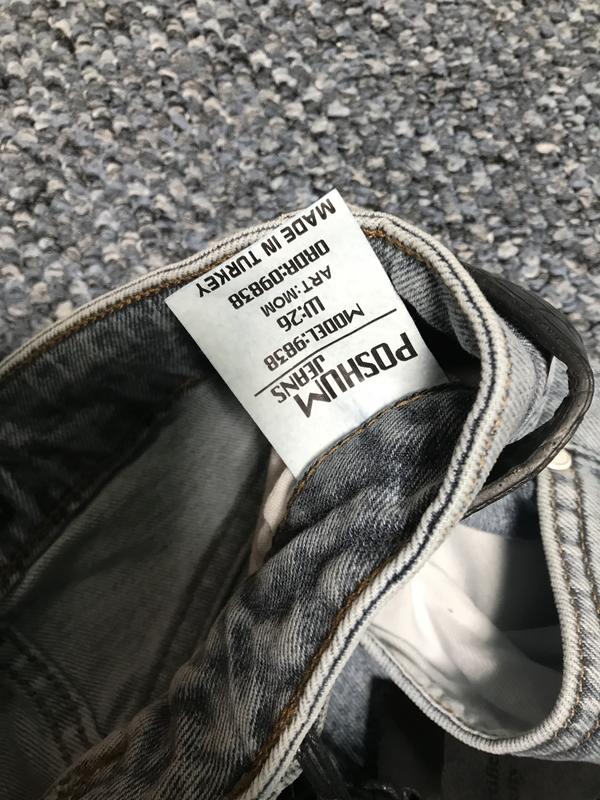 POSHUM
JEANS
MODEL:9838
W:26
ART:MOM
ORDR:09838
MADE IN TURKEY